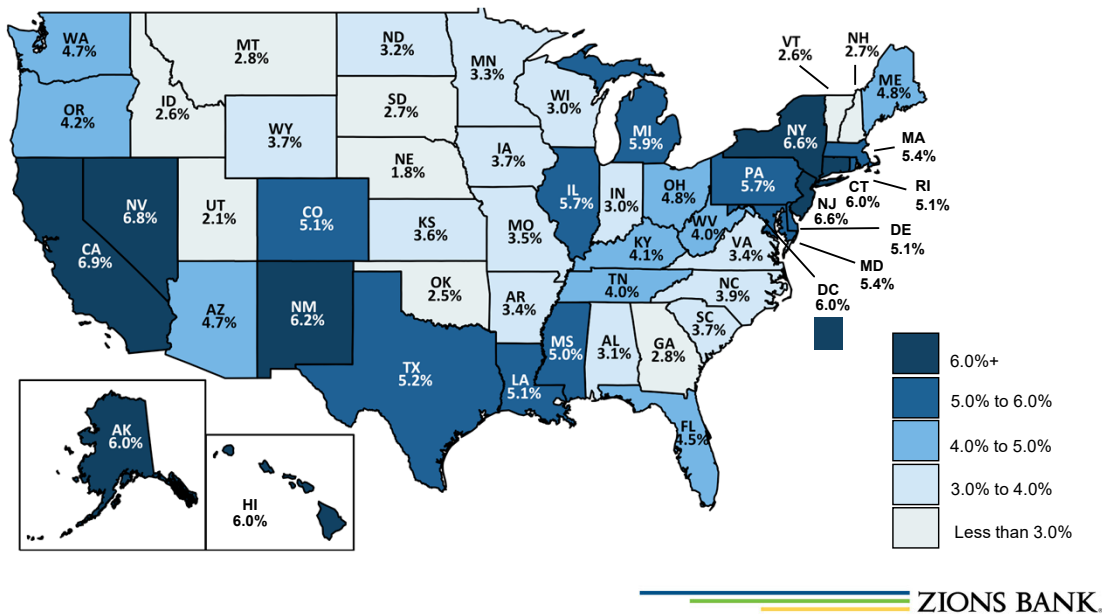 WA
4.7%
OR
4.2%
CA
6.9%
NV
6.8%
ID
2.6%
MT
2.8%
WY
3.7%
UT
2.1%
AZ
4.7%
CO
5.1%
NM
6.2%
ND
3.2%
SD
2.7%
NE
1.8%
KS
3.6%
OK
2.5%
TX
5.2%
MN
3.3%
IA
3.7%
MO
3.5%
AR
3.4%
LA
5.1%
WI
3.0%
IL
5.7%
MS
5.0%
MI
5.9%
IN
3.0%
OH
4.8%
KY
4.1%
TN
4.0%
AL
3.1%
GA
2.8%
FL
4.5%
SC
3.7%
NC
3.9%
VA
3.4%
WV
4.0%
PA
5.7%
NY
6.6%
VT
2.6%
NH
2.7%
ME
4.8%
MA
5.4%
RI
5.1%
CT
6.0%
NJ
6.6%
DE
5.1%
MD
5.4%
DC
6.0%
AK
6.0%
HI
6.0%
6.0%+
5.0% to 6.0%
4.0% to 5.0%
3.0% to 4.0%
Less than 3.0%
ZIONS BANK